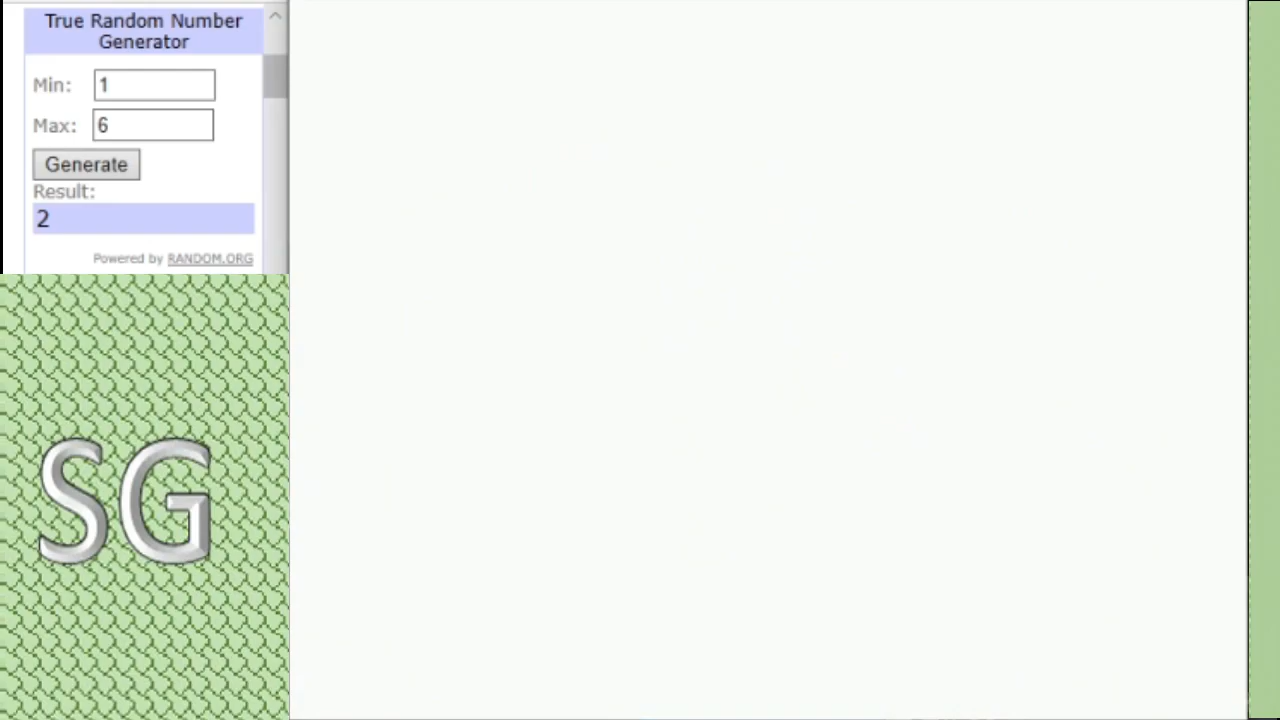 True Random Number
Generator
Min: 1
Max: 6
Generate
Result:
2
Powered by RANDOM.ORG
SG